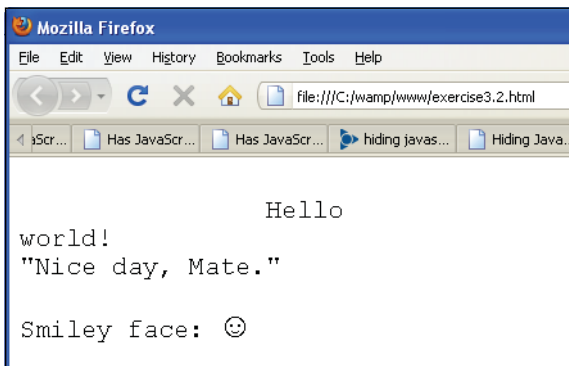 Mozilla Firefox
File Edit View History Bookmarks Tools Help
file:///C:/wamp/www/exercise3.2.html
aScr... Has JavaScr... Has JavaScr... hiding javas... Hiding Java...
Hello
world!
"Nice day, Mate."
Smiley face: ☺